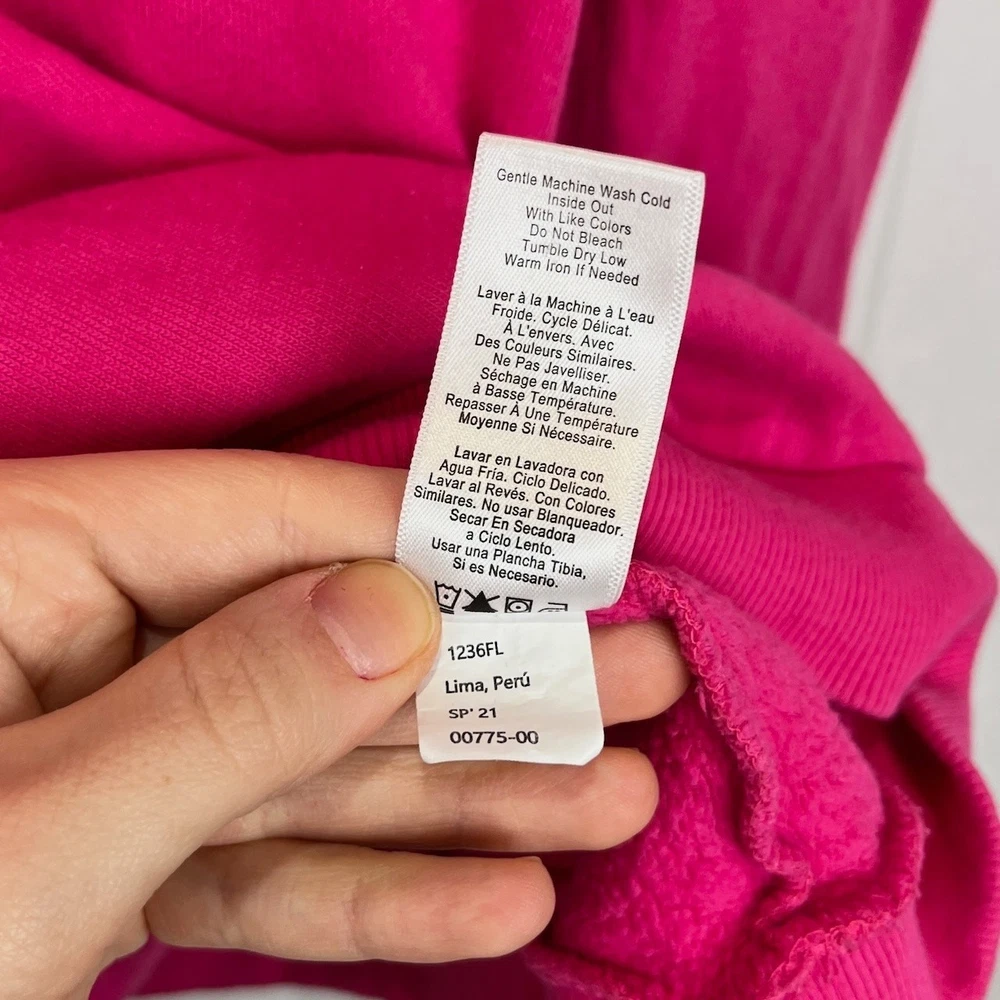 Gentle Machine Wash Cold
Inside Out
With Like Colors
Do Not Bleach
Tumble Dry Low
Warm Iron If Needed
Laver à la Machine à L'eau
Froide. Cycle Délicat.
À L'envers. Avec
Des Couleurs Similaires.
Ne Pas Javelliser.
Séchage en Machine
à Basse Température.
Repasser À Une Température
Moyenne Si Nécessaire.
Lavar en Lavadora con
Agua Fría. Ciclo Delicado.
Lavar al Revés. Con Colores
Similares. No usar Blanqueador.
Secar En Secadora
a Ciclo Lento.
Usar una Plancha Tibia,
Si es Necesario.
1236FL
Lima, Perú
SP' 21
00775-00